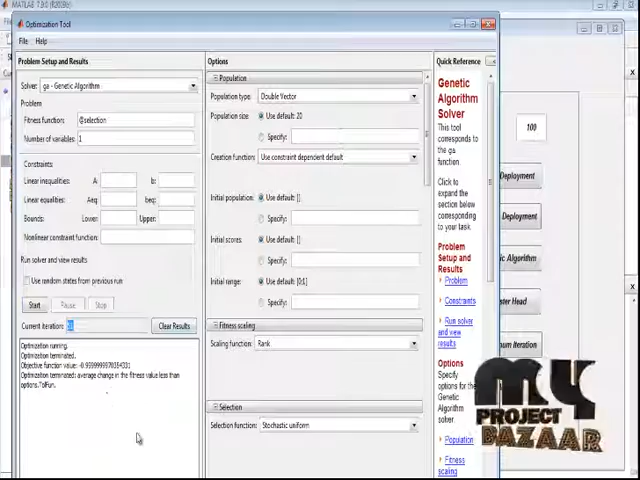 MATLAB 7.9.0 (R2009b)
Optimization Tool
File Help
Problem Setup and Results
Solver: ga - Genetic Algorithm
Problem
Fitness function: @selection
Number of variables: 1
Constraints:
Linear inequalities: A: b:
Linear equalities: Aeq: beq:
Bounds: Lower: Upper:
Nonlinear constraint function:
Run solver and view results
Use random states from previous run
Start Pause Stop
Current iteration: Clear Results
Optimization running.
Optimization terminated.
Optimization terminated: average change in the fitness value less than
options.TolFun.
Options
Population
Population type: Double Vector
Population size: Use default: 20
Specify:
Creation function: Use constraint dependent default
Initial population: Use default: []
Specify:
Initial scores: Use default: []
Specify:
Initial range: Use default: [0;1]
Specify:
Fitness scaling
Scaling function: Rank
Selection
Selection function: Stochastic uniform
Quick Reference
Genetic
Algorithm
Solver
This tool
corresponds to
the ga
function.
Click to
expand the
section below
corresponding
to your task.
Problem
Setup and
Results
Problem
Constraints
Run solver
and view
results
Options
Specify
options for the
Genetic
Algorithm
solver.
Population
Fitness
scaling
100
Deployment
Deployment
Algorithm
Head
Iteration
MY
PROJECT
BAZAAR